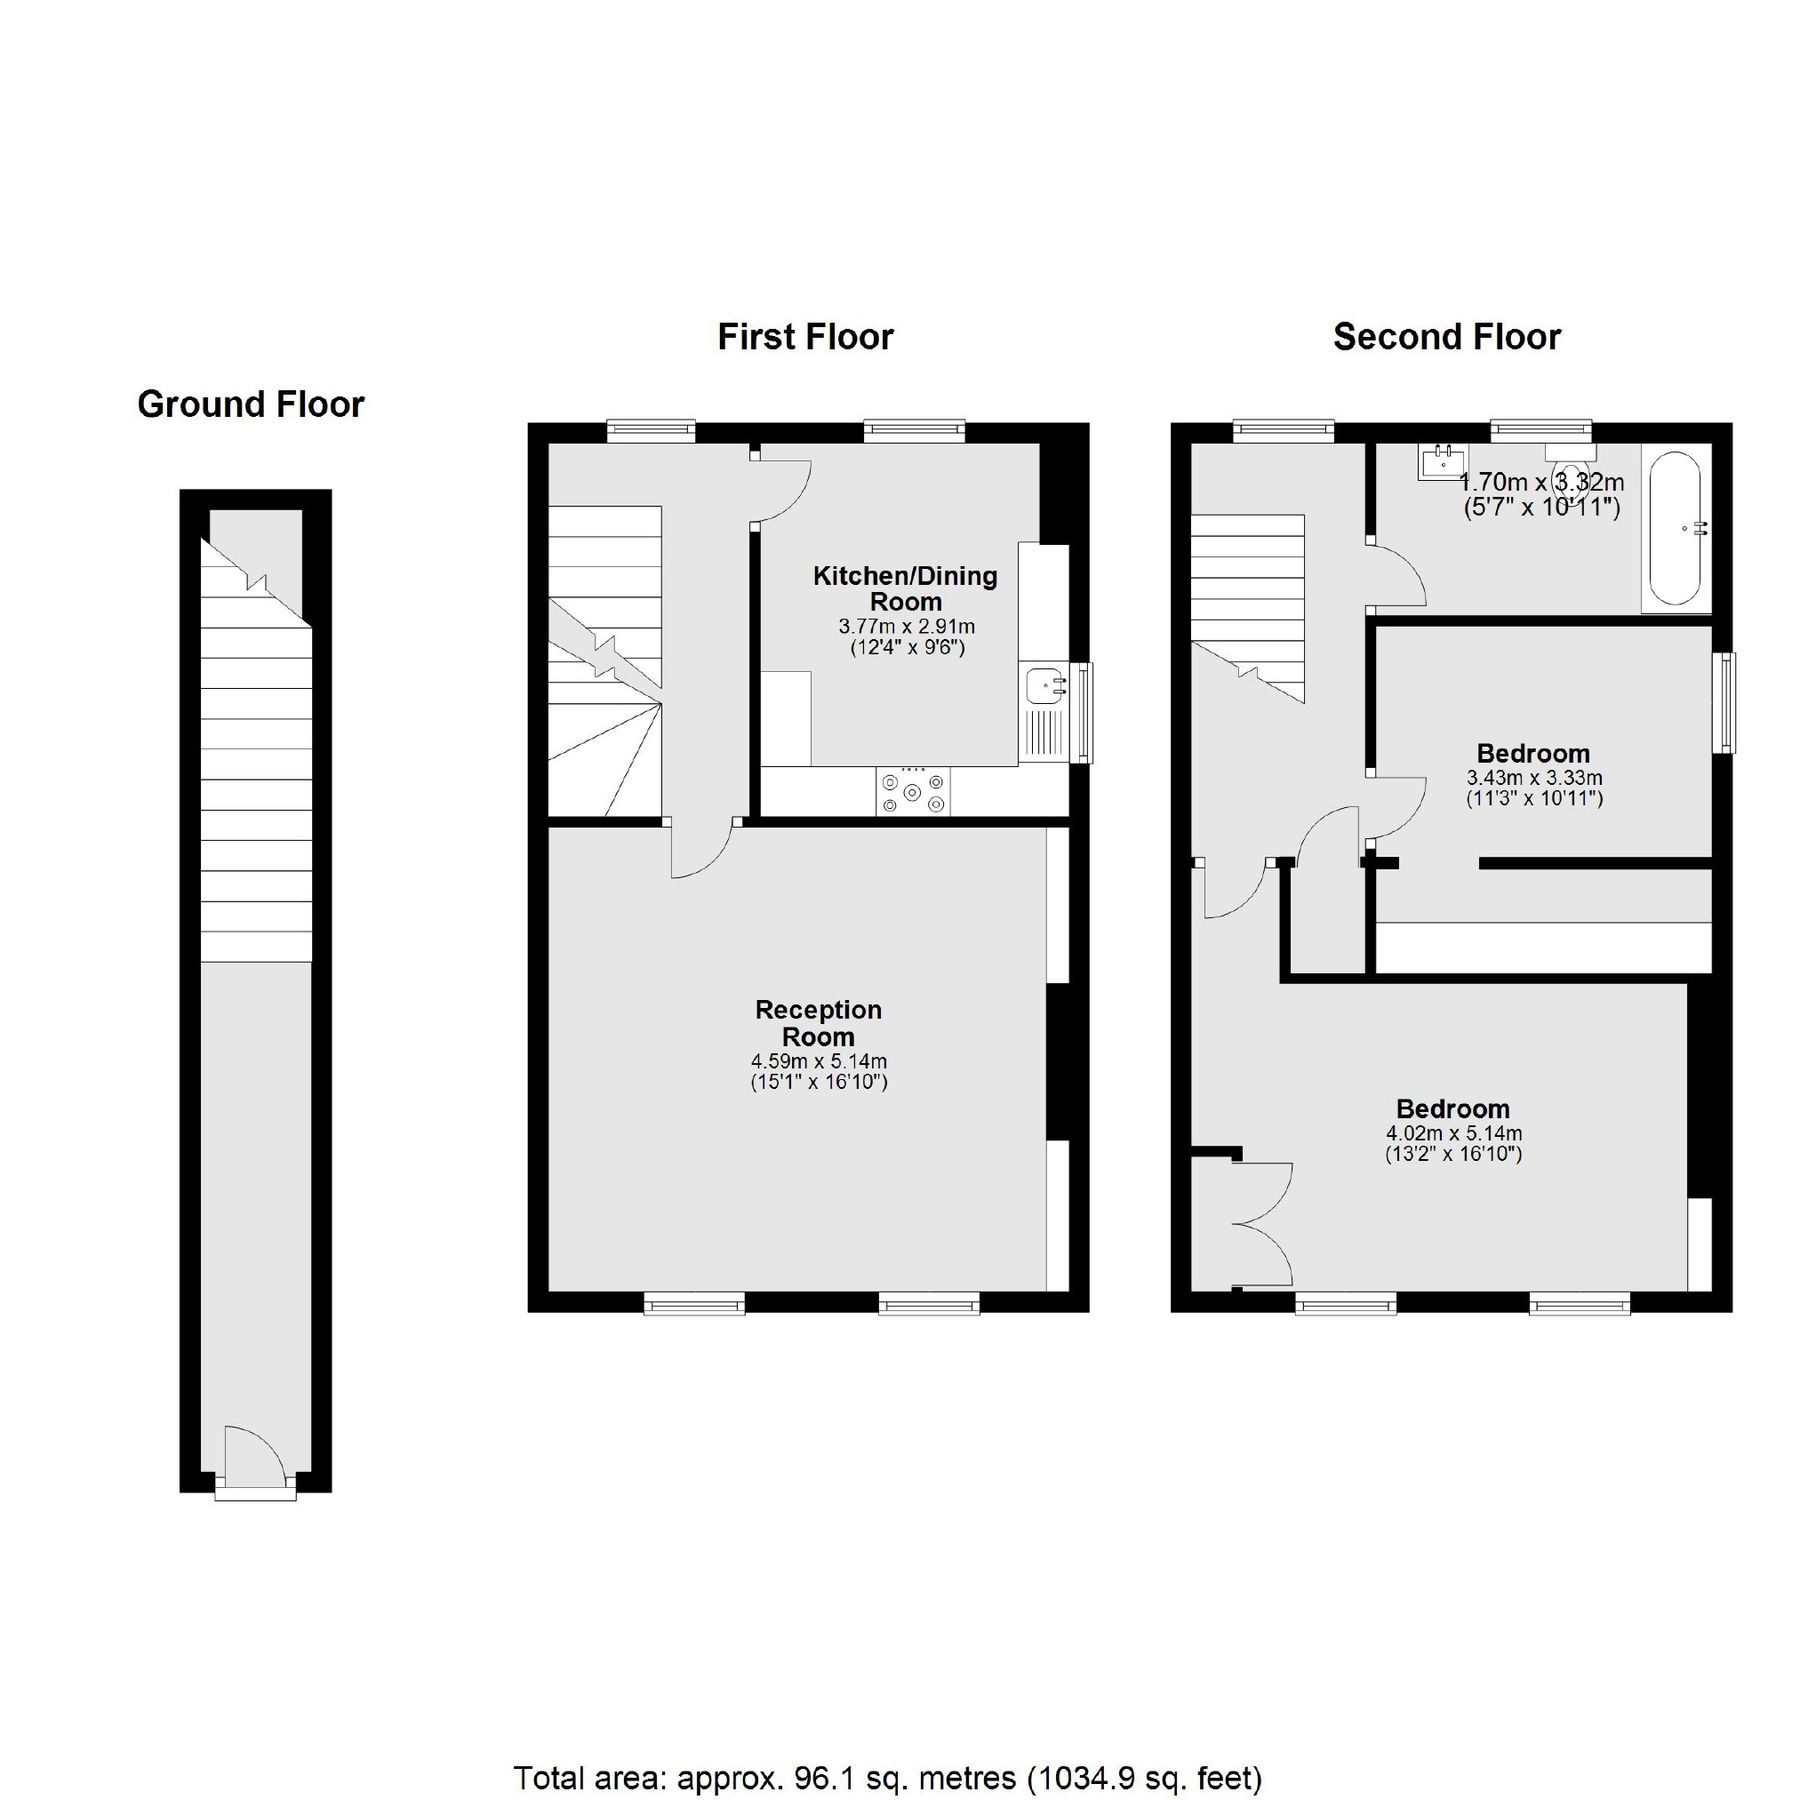 First Floor
Second Floor
Ground Floor
1.70m x 3.32m
(5'7" x 10'11")
Kitchen/Dining
Room
3.77m x 2.91m
(12'4" x 9'6")
Bedroom
3.43m x 3.33m
(11'3" x 10'11")
Reception
Room
4.59m x 5.14m
(15'1" x 16'10")
Bedroom
4.02m x 5.14m
(13'2" x 16'10")
Total area: approx. 96.1 sq. metres (1034.9 sq. feet)